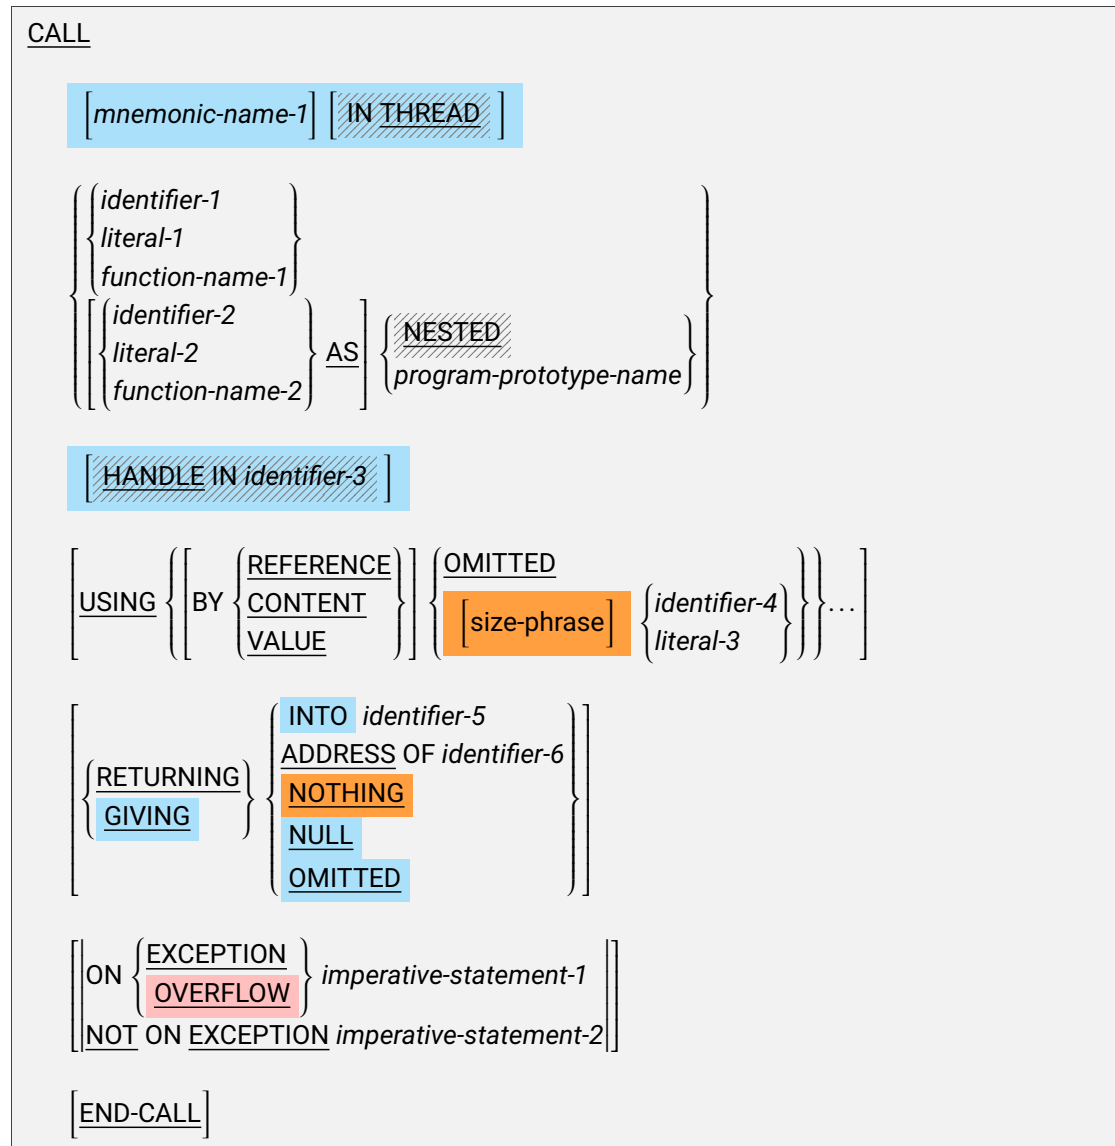 CALL
[mnemonic-name-1] [IN THREAD]
identifier-1
literal-1
function-name-1
identifier-2
literal-2 AS
function-name-2
NESTED
program-prototype-name
[HANDLE IN identifier-3]
USING BY
REFERENCE
CONTENT
VALUE
OMITTED
[size-phrase]
identifier-4
literal-3
...
RETURNING
GIVING
INTO identifier-5
ADDRESS OF identifier-6
NOTHING
NULL
OMITTED
ON EXCEPTION
OVERFLOW
imperative-statement-1
NOT ON EXCEPTION imperative-statement-2
[END-CALL]